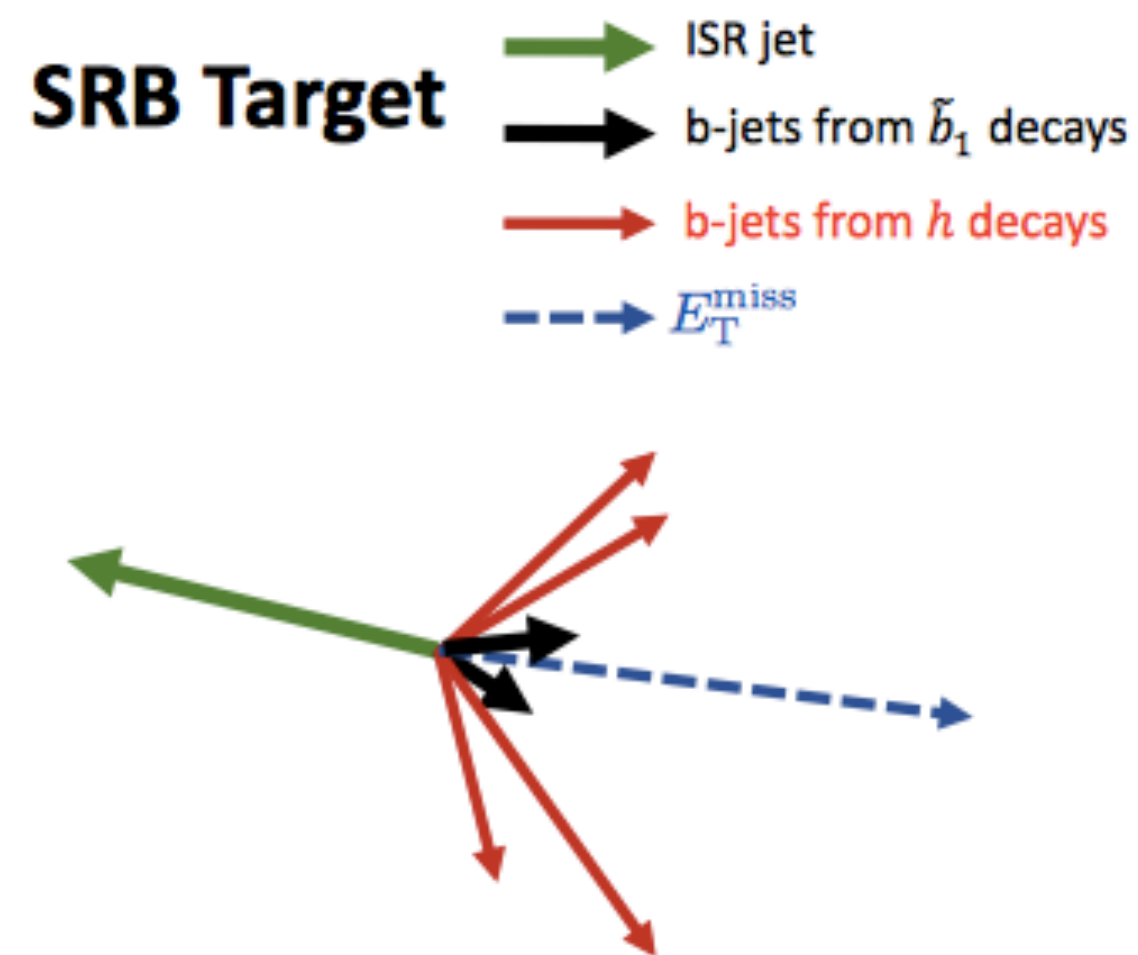 SRB Target
ISR jet
b-jets from b̃₁ decays
b-jets from h decays
E_T^miss